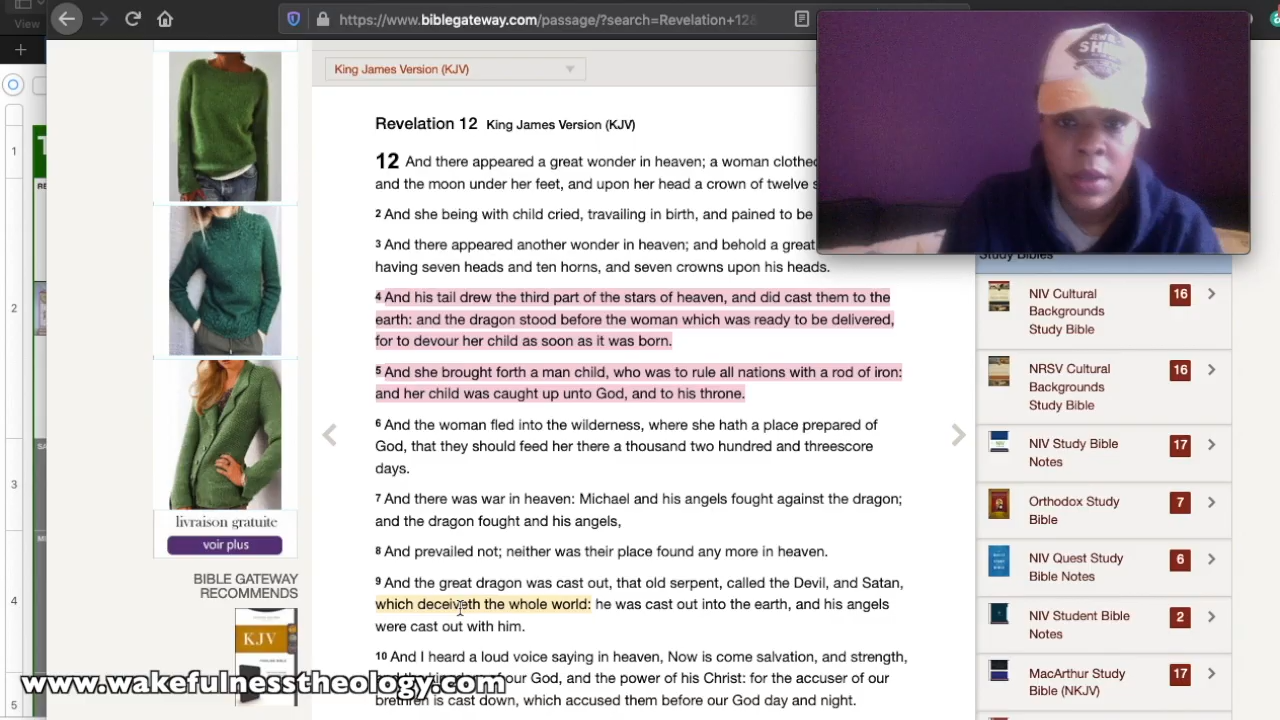 View
https://www.biblegateway.com/passage/?search=Revelation+12&
King James Version (KJV)
Revelation 12 King James Version (KJV)
12 And there appeared a great wonder in heaven; a woman clothed
and the moon under her feet, and upon her head a crown of twelve s
2 And she being with child cried, travailing in birth, and pained to be
3 And there appeared another wonder in heaven; and behold a great
having seven heads and ten horns, and seven crowns upon his heads.
4 And his tail drew the third part of the stars of heaven, and did cast them to the
earth: and the dragon stood before the woman which was ready to be delivered,
for to devour her child as soon as it was born.
5 And she brought forth a man child, who was to rule all nations with a rod of iron:
and her child was caught up unto God, and to his throne.
6 And the woman fled into the wilderness, where she hath a place prepared of
God, that they should feed her there a thousand two hundred and threescore
days.
7 And there was war in heaven: Michael and his angels fought against the dragon;
and the dragon fought and his angels,
8 And prevailed not; neither was their place found any more in heaven.
9 And the great dragon was cast out, that old serpent, called the Devil, and Satan,
which deceiveth the whole world: he was cast out into the earth, and his angels
were cast out with him.
10 And I heard a loud voice saying in heaven, Now is come salvation, and strength,
our God, and the power of his Christ: for the accuser of our
brethren is cast down, which accused them before our God day and night.
livraison gratuite
voir plus
BIBLE GATEWAY
RECOMMENDS
KJV
www.wakefulnesstheology.com
Study Bibles
NIV Cultural
Backgrounds
Study Bible
16
NRSV Cultural
Backgrounds
Study Bible
16
NIV Study Bible
Notes
17
Orthodox Study
Bible
7
NIV Quest Study
Bible Notes
6
NIV Student Bible
Notes
2
MacArthur Study
Bible (NKJV)
17
1
2
3
4
5